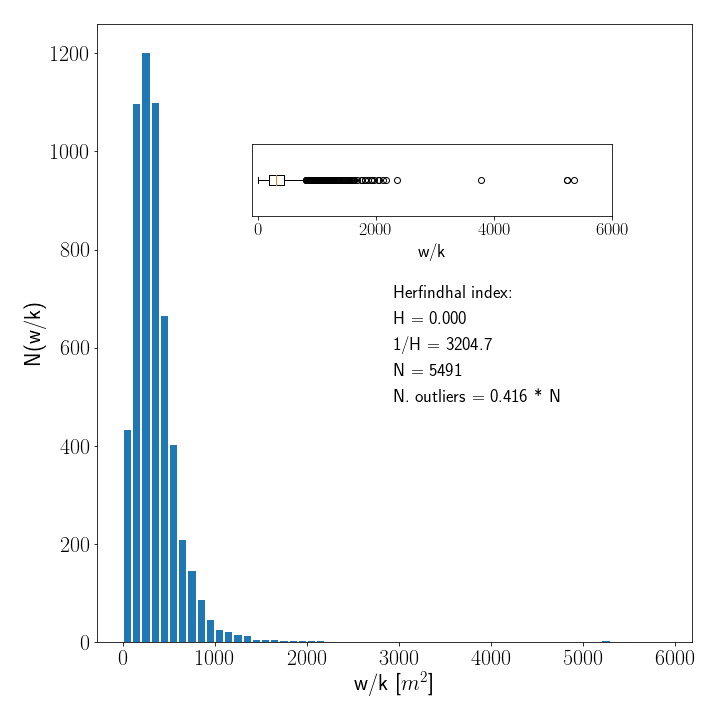 1200
1000
800
600
400
200
0
N(w/k)
0 2000 4000 6000
w/k
Herfindhal index:
H = 0.000
1/H = 3204.7
N = 5491
N. outliers = 0.416 * N
0 1000 2000 3000 4000 5000 6000
w/k [m²]